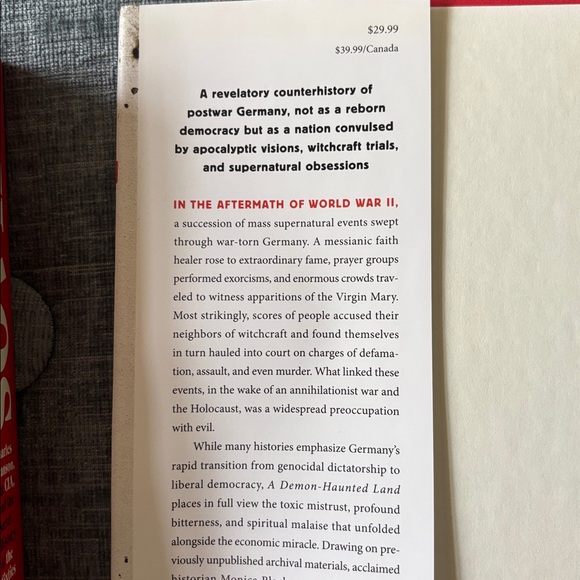 $29.99
$39.99/Canada
A revelatory counterhistory of
postwar Germany, not as a reborn
democracy but as a nation convulsed
by apocalyptic visions, witchcraft trials,
and supernatural obsessions
IN THE AFTERMATH OF WORLD WAR II,
a succession of mass supernatural events swept
through war-torn Germany. A messianic faith
healer rose to extraordinary fame, prayer groups
performed exorcisms, and enormous crowds trav-
eled to witness apparitions of the Virgin Mary.
Most strikingly, scores of people accused their
neighbors of witchcraft and found themselves
in turn hauled into court on charges of defama-
tion, assault, and even murder. What linked these
events, in the wake of an annihilationist war and
the Holocaust, was a widespread preoccupation
with evil.
While many histories emphasize Germany's
rapid transition from genocidal dictatorship to
liberal democracy, A Demon-Haunted Land
places in full view the toxic mistrust, profound
bitterness, and spiritual malaise that unfolded
alongside the economic miracle. Drawing on pre-
viously unpublished archival materials, acclaimed
historian Monica
CIA,
the